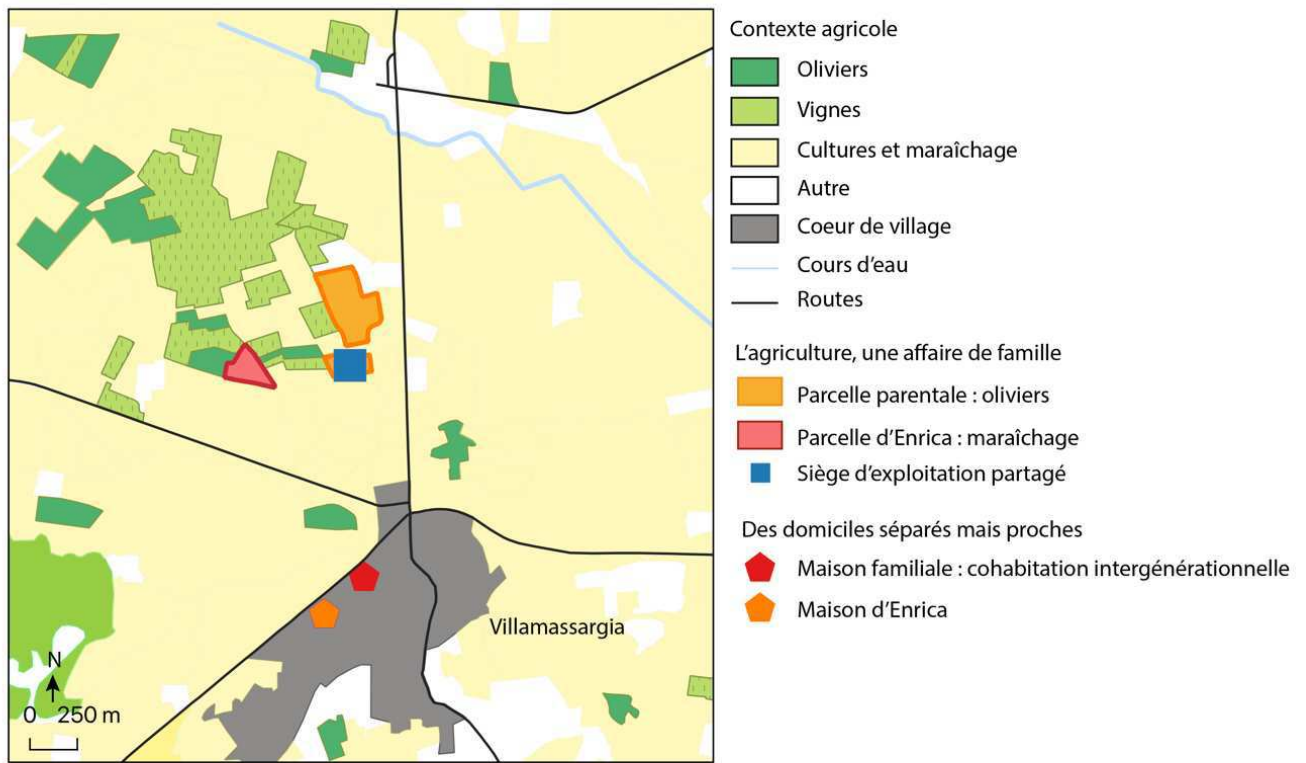 Contexte agricole
Oliviers
Vignes
Cultures et maraîchage
Autre
Coeur de village
Cours d'eau
Routes
L'agriculture, une affaire de famille
Parcelle parentale : oliviers
Parcelle d'Enrica : maraîchage
Siège d'exploitation partagé
Des domiciles séparés mais proches
Maison familiale : cohabitation intergénérationnelle
Maison d'Enrica
Villamassargia
N
0 250 m